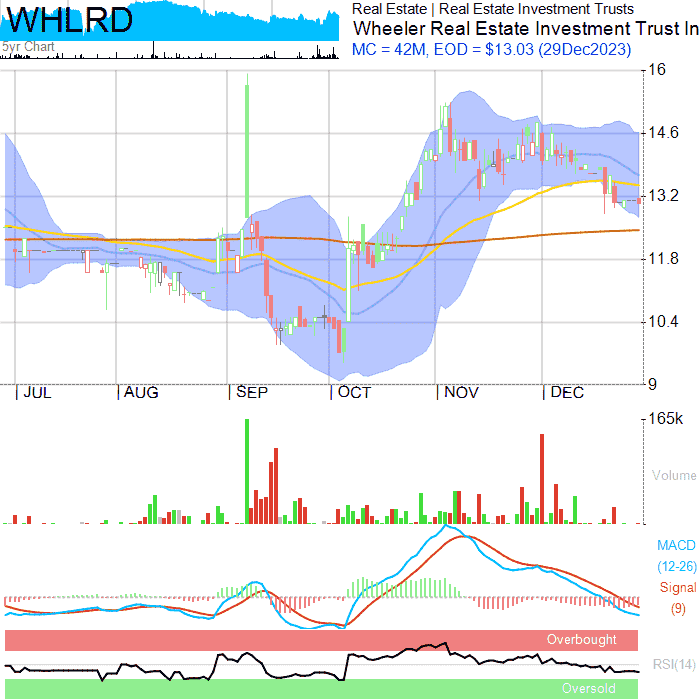 WHLRD
5yr Chart
Real Estate | Real Estate Investment Trusts
Wheeler Real Estate Investment Trust In
MC = 42M, EOD = $13.03 (29Dec2023)
16
14.6
13.2
11.8
10.4
9
| JUL | AUG | SEP | OCT | NOV | DEC
165k
Volume
MACD
(12-26)
Signal
(9)
Overbought
RSI(14)
Oversold